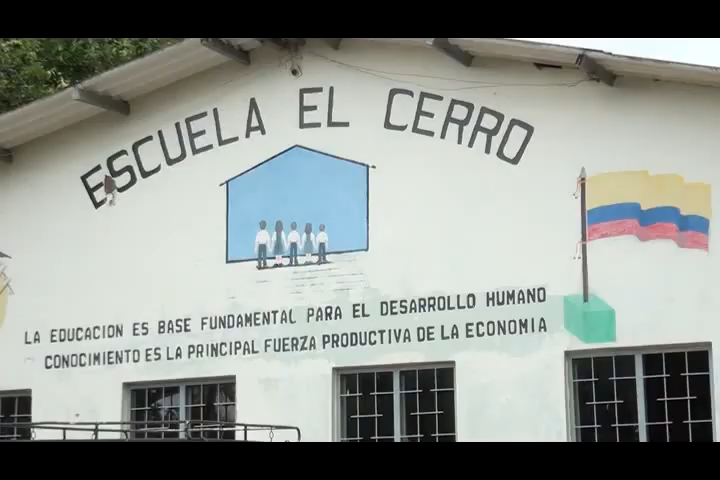 ESCUELA EL CERRO
LA EDUCACION ES BASE FUNDAMENTAL PARA EL DESARROLLO HUMANO
CONOCIMIENTO ES LA PRINCIPAL FUERZA PRODUCTIVA DE LA ECONOMIA